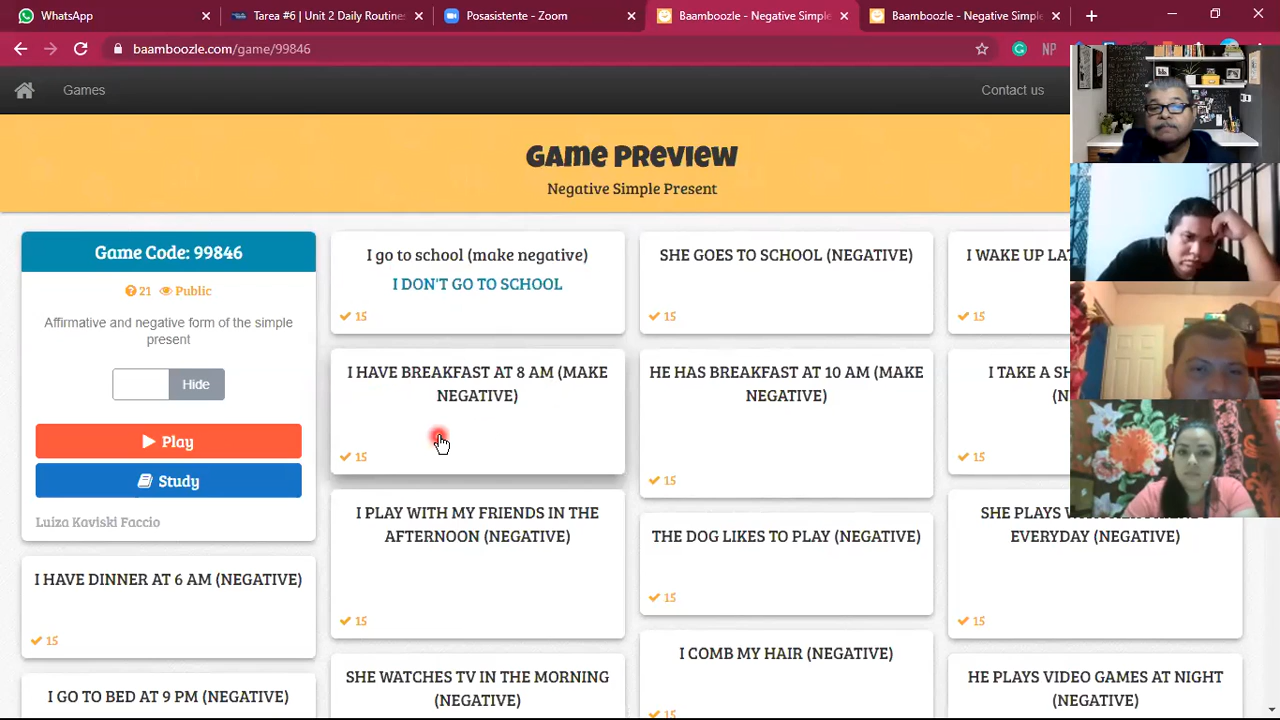 WhatsApp
Tarea #6 | Unit 2 Daily Routines
Posasistente - Zoom
Baamboozle - Negative Simple
Baamboozle - Negative Simple
baamboozle.com/game/99846
NP
Games
Contact us
Game Preview
Negative Simple Present
Game Code: 99846
21 Public
Affirmative and negative form of the simple
present
Hide
Play
Study
Luiza Kaviski Faccio
I HAVE DINNER AT 6 AM (NEGATIVE)
15
I GO TO BED AT 9 PM (NEGATIVE)
I go to school (make negative)
I DON'T GO TO SCHOOL
15
I HAVE BREAKFAST AT 8 AM (MAKE
NEGATIVE)
15
I PLAY WITH MY FRIENDS IN THE
AFTERNOON (NEGATIVE)
15
SHE WATCHES TV IN THE MORNING
(NEGATIVE)
SHE GOES TO SCHOOL (NEGATIVE)
15
HE HAS BREAKFAST AT 10 AM (MAKE
NEGATIVE)
15
THE DOG LIKES TO PLAY (NEGATIVE)
15
I COMB MY HAIR (NEGATIVE)
15
I WAKE UP
15
I TAKE A
15
SHE PLAYS
EVERYDAY (NEGATIVE)
15
HE PLAYS VIDEO GAMES AT NIGHT
(NEGATIVE)